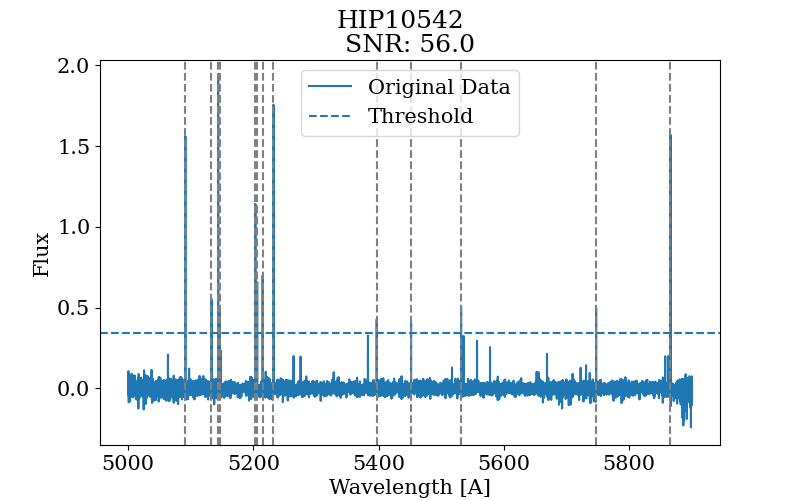 HIP10542
SNR: 56.0
Original Data
Threshold
Flux
2.0
1.5
1.0
0.5
0.0
5000 5200 5400 5600 5800
Wavelength [A]